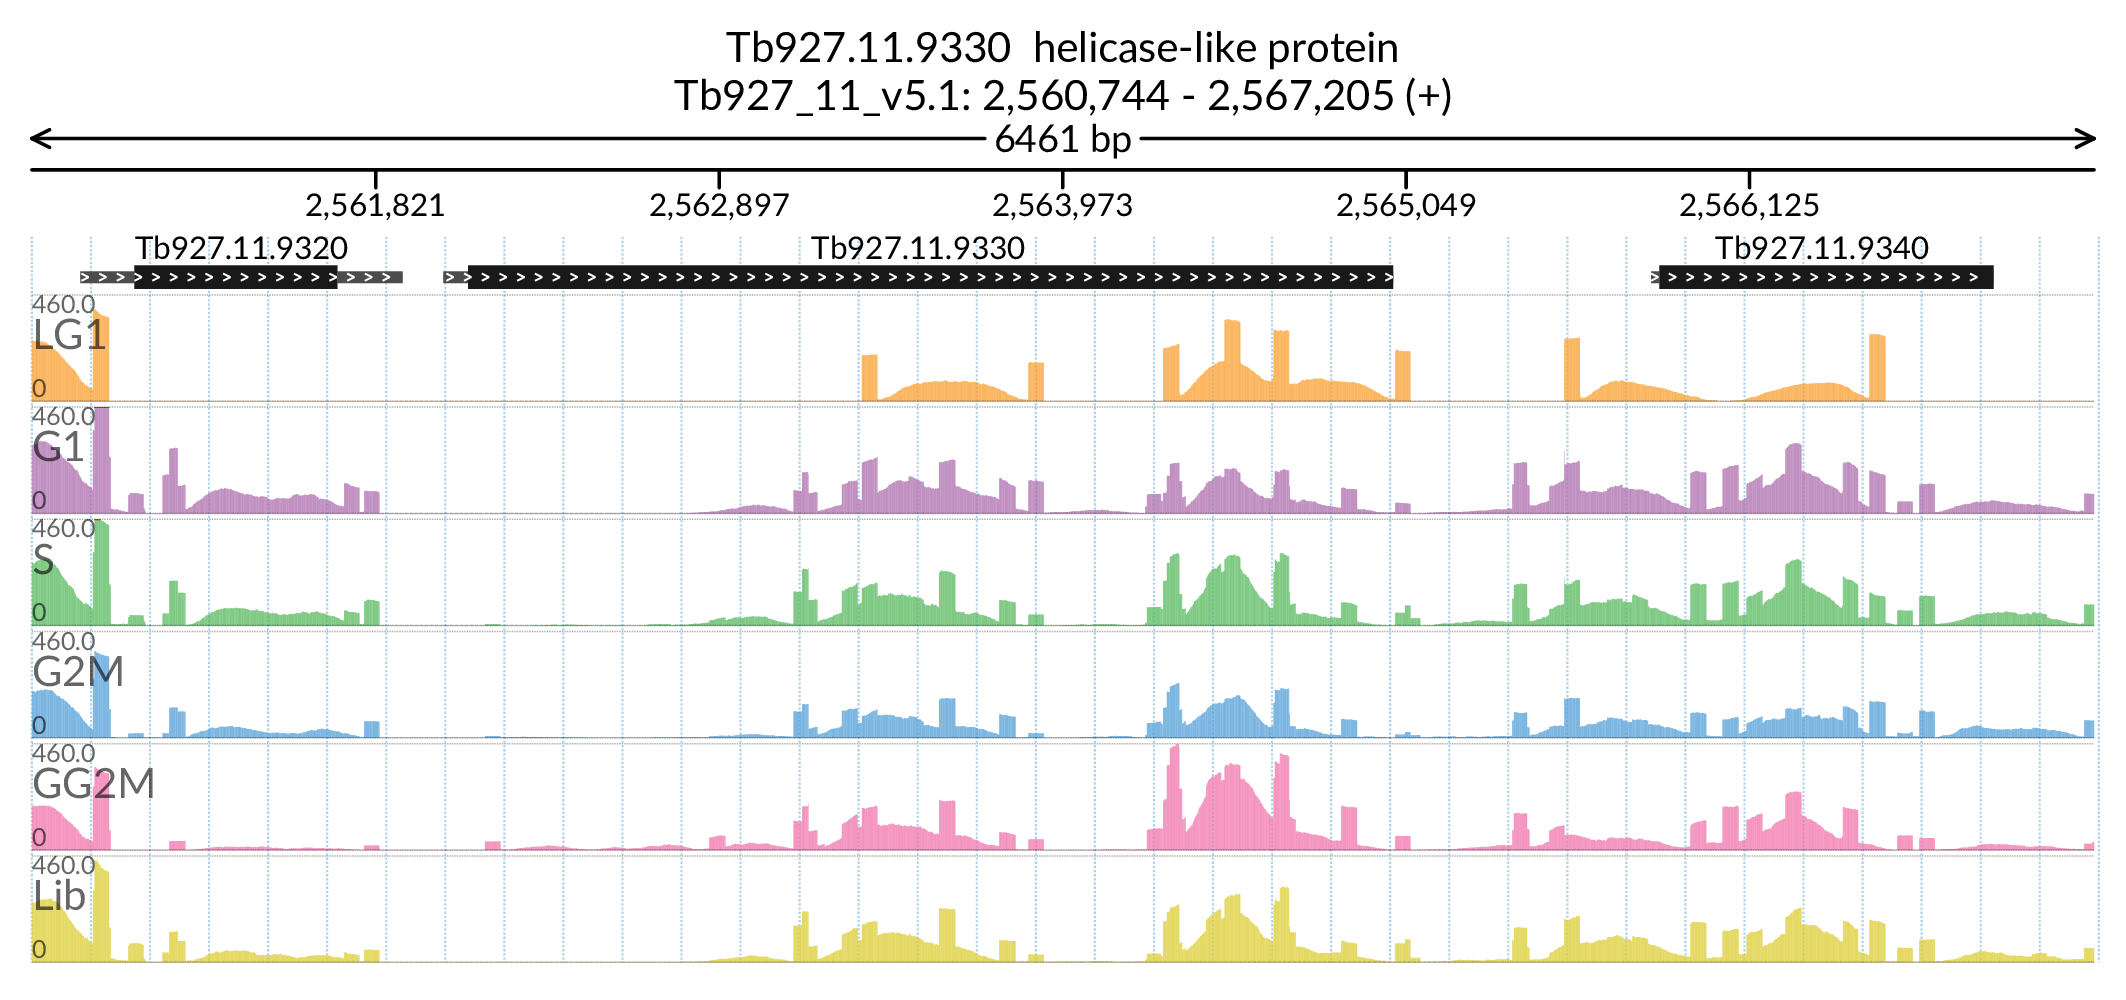 Tb927.11.9330  helicase-like protein
Tb927_11_v5.1: 2,560,744 - 2,567,205 (+)
6461 bp
2,561,821 2,562,897 2,563,973 2,565,049 2,566,125
Tb927.11.9320 Tb927.11.9330 Tb927.11.9340
460.0
LG1
0
460.0
G1
0
460.0
S
0
460.0
G2M
0
460.0
GG2M
0
460.0
Lib
0